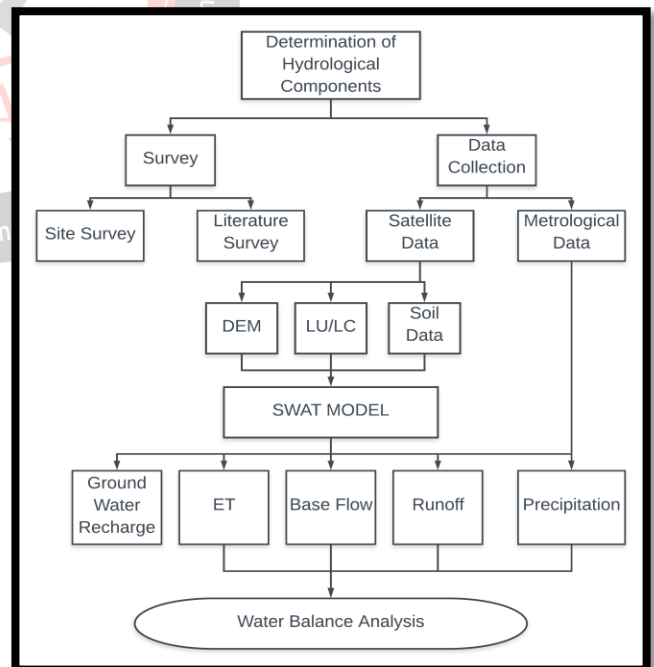 Determination of
Hydrological
Components
Survey
Data
Collection
Site Survey
Literature
Survey
Satellite
Data
Metrological
Data
DEM
LU/LC
Soil
Data
SWAT MODEL
Ground
Water
Recharge
ET
Base Flow
Runoff
Precipitation
Water Balance Analysis